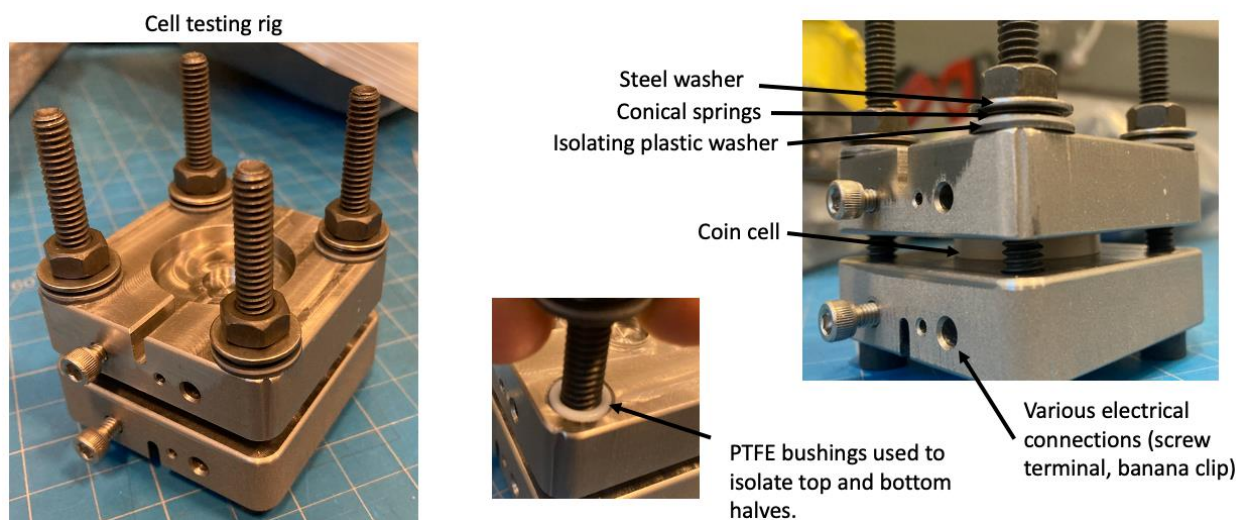 Cell testing rig
Steel washer
Conical springs
Isolating plastic washer
Coin cell
PTFE bushings used to
isolate top and bottom
halves.
Various electrical
connections (screw
terminal, banana clip)